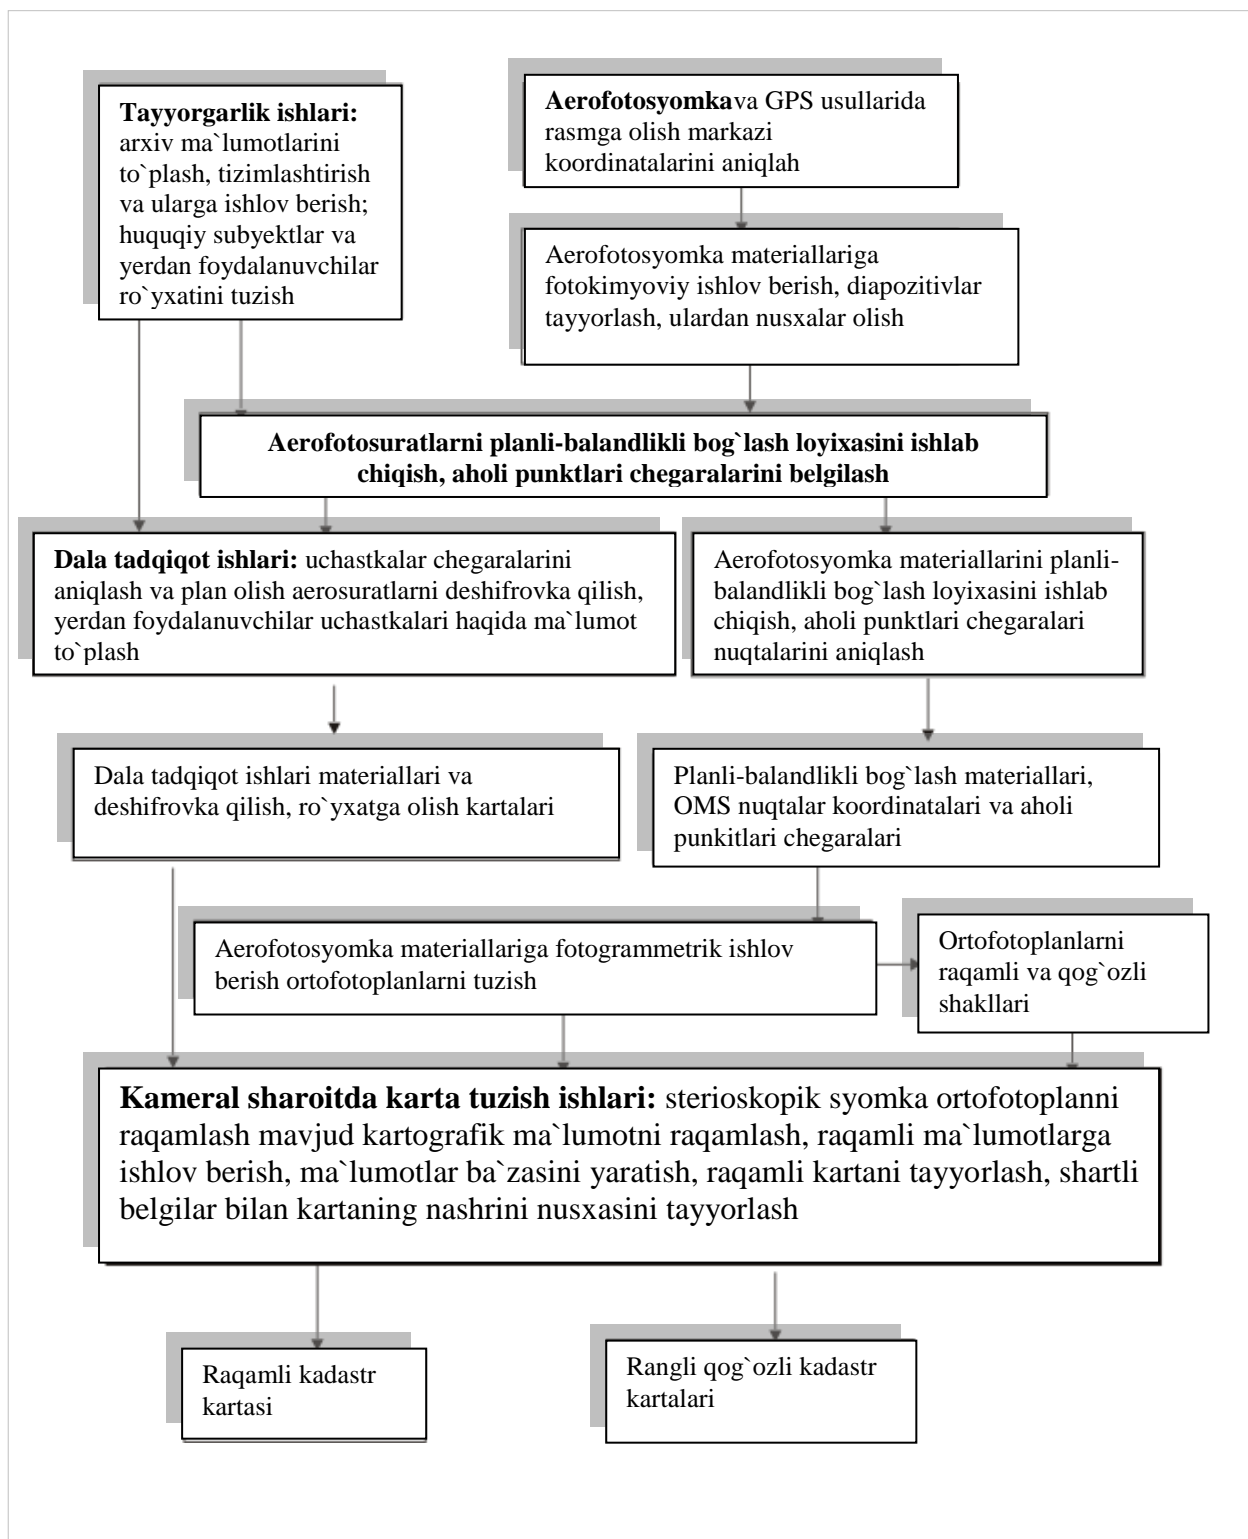 Tayyorgarlik ishlari:
arxiv ma`lumotlarini
to`plash, tizimlashtirish
va ularga ishlov berish;
huquqiy subyektlar va
yerdan foydalanuvchilar
ro`yxatini tuzish
Aerofotosyomkava GPS usullarida
rasmga olish markazi
koordinatalarini aniqlah
Aerofotosyomka materiallariga
fotokimyoviy ishlov berish, diapozitivlar
tayyorlash, ulardan nusxalar olish
Aerofotosuratlarni planli-balandlikli bog`lash loyixasini ishlab
chiqish, aholi punktlari chegaralarini belgilash
Dala tadqiqot ishlari: uchastkalar chegaralarini
aniqlash va plan olish aerosuratlarni deshifrovka qilish,
yerdan foydalanuvchilar uchastkalari haqida ma`lumot
to`plash
Aerofotosyomka materiallarini planli-
balandlikli bog`lash loyixasini ishlab
chiqish, aholi punktlari chegaralari
nuqtalarini aniqlash
Dala tadqiqot ishlari materiallari va
deshifrovka qilish, ro`yxatga olish kartalari
Planli-balandlikli bog`lash materiallari,
OMS nuqtalar koordinatalari va aholi
punkitlari chegaralari
Aerofotosyomka materiallariga fotogrammetrik ishlov
berish ortofotoplanlarni tuzish
Ortofotoplanlarni
raqamli va qog`ozli
shakllari
Kameral sharoitda karta tuzish ishlari: sterioskopik syomka ortofotoplanni
raqamlash mavjud kartografik ma`lumotni raqamlash, raqamli ma`lumotlarga
ishlov berish, ma`lumotlar ba`zasini yaratish, raqamli kartani tayyorlash, shartli
belgilar bilan kartaning nashrini nusxasini tayyorlash
Raqamli kadastr
kartasi
Rangli qog`ozli kadastr
kartalari